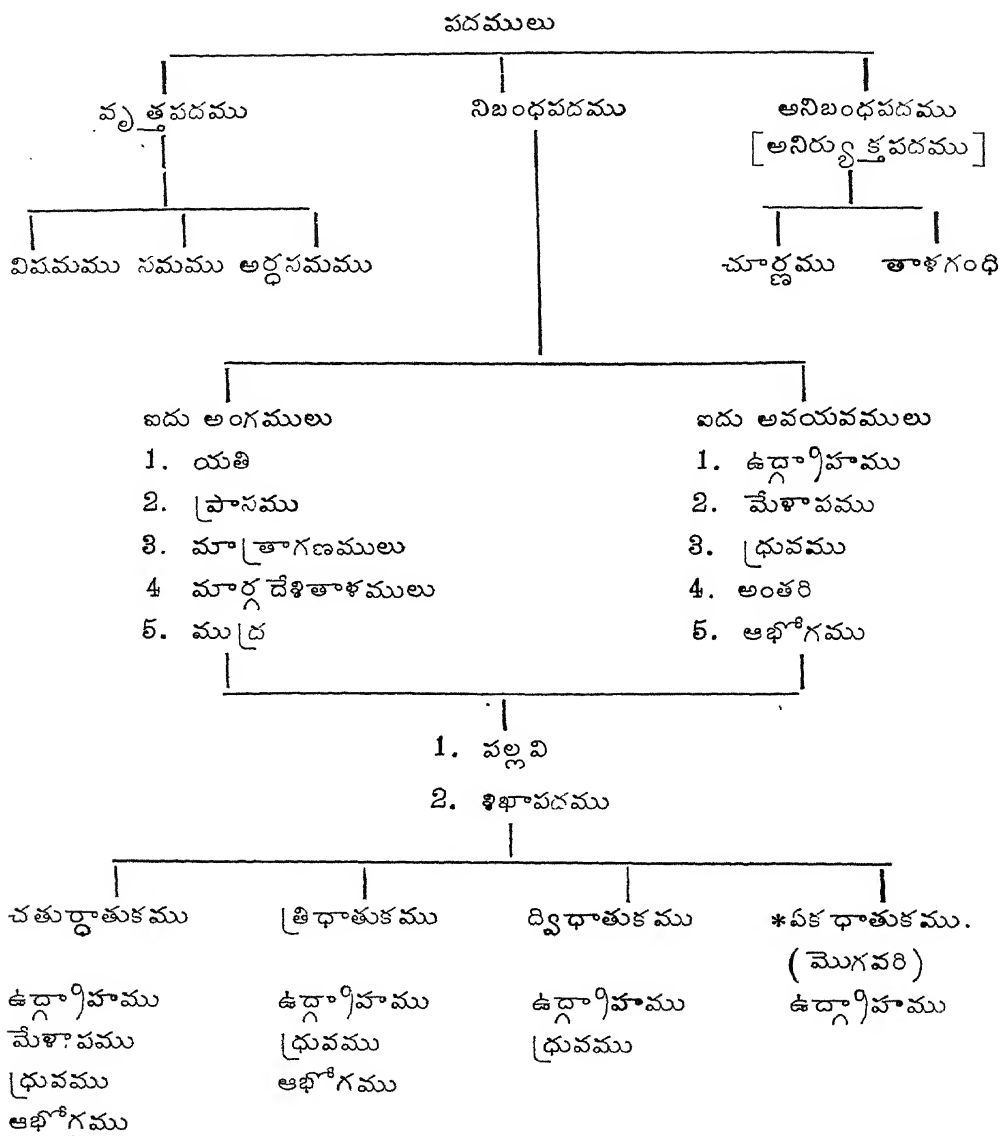 పదములు
వృత్తపదము నిబంధపదము అనిబంధపదము
[అనిర్యుక్తపదము]
విషమము సమము అర్ధసమము చూర్ణము తాళగంధి
ఐదు అంగములు ఐదు అవయవములు
1. యతి 1. ఉద్గ్రాహము
2. ప్రాసము 2. మేళాపము
3. మాత్రాగణములు 3. ధ్రువము
4 మార్గదేశితాళములు 4. అంతరి
5. ముద్ర 5. ఆభోగము
1. పల్లవి
2. శిఖాపదము
చతుర్ధాతుకము త్రిధాతుకము ద్విధాతుకము *ఏకధాతుకము.
(మొగవరి)
ఉద్గ్రాహము ఉద్గ్రాహము ఉద్గ్రాహము ఉద్గ్రాహము
మేళాపము ధ్రువము ధ్రువము
ధ్రువము ఆభోగము
ఆభోగము